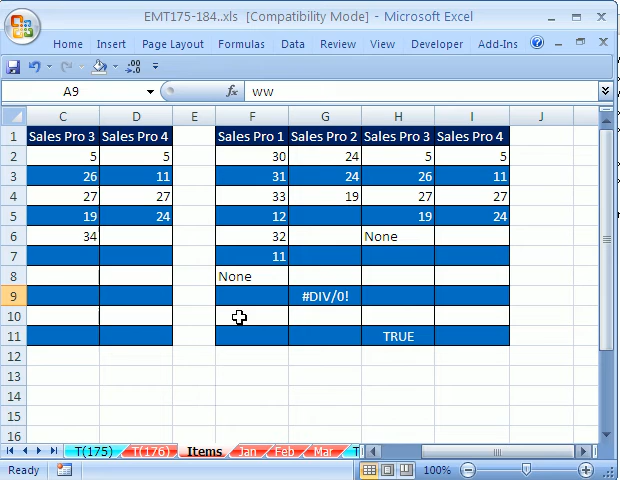 EMT175-184..xls [Compatibility Mode] - Microsoft Excel
Home Insert Page Layout Formulas Data Review View Developer Add-Ins
A9 fx ww
C D E F G H I J
1 Sales Pro 3 Sales Pro 4 Sales Pro 1 Sales Pro 2 Sales Pro 3 Sales Pro 4
2 5 5 30 24 5 5
3 26 11 31 24 26 11
4 27 27 33 19 27 27
5 19 24 12 19 24
6 34 32 None
7 11
8 None
9 #DIV/0!
10
11 TRUE
12
13
14
15
16
T(175) T(176) Items Jan Feb Mar T
Ready 100%